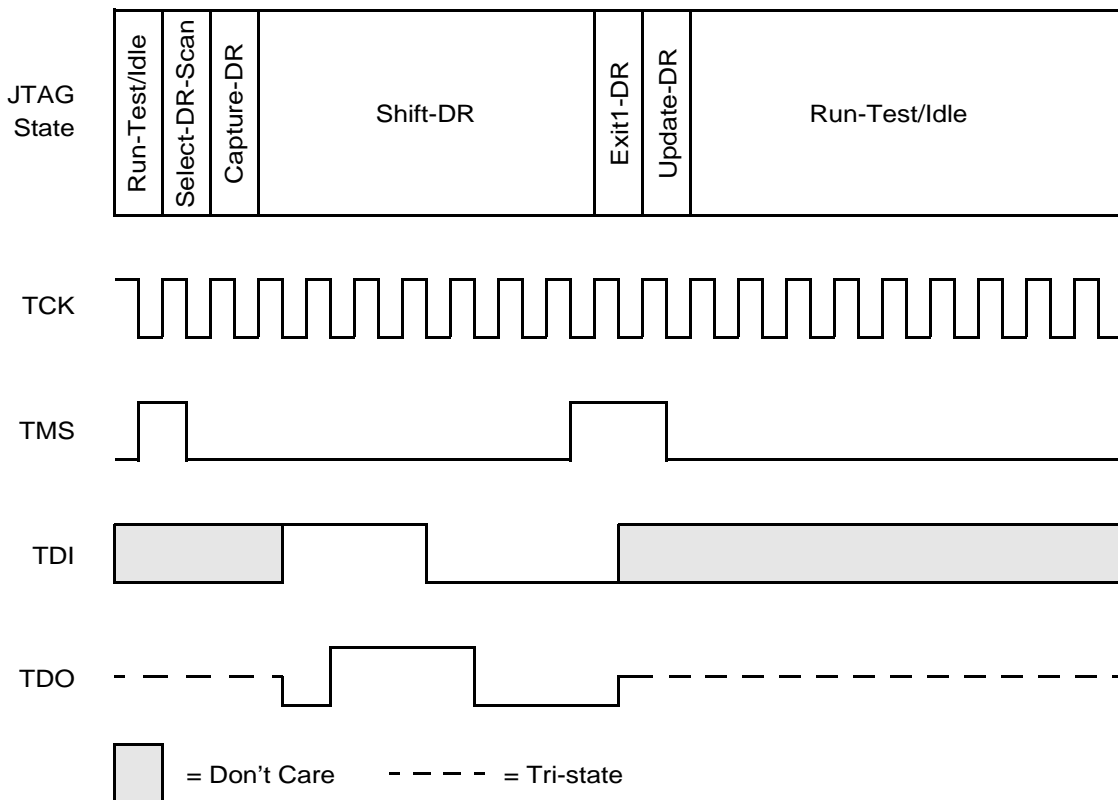 JTAG
State
Run-Test/Idle
Select-DR-Scan
Capture-DR
Shift-DR
Exit1-DR
Update-DR
Run-Test/Idle
TCK
TMS
TDI
TDO
= Don't Care
= Tri-state